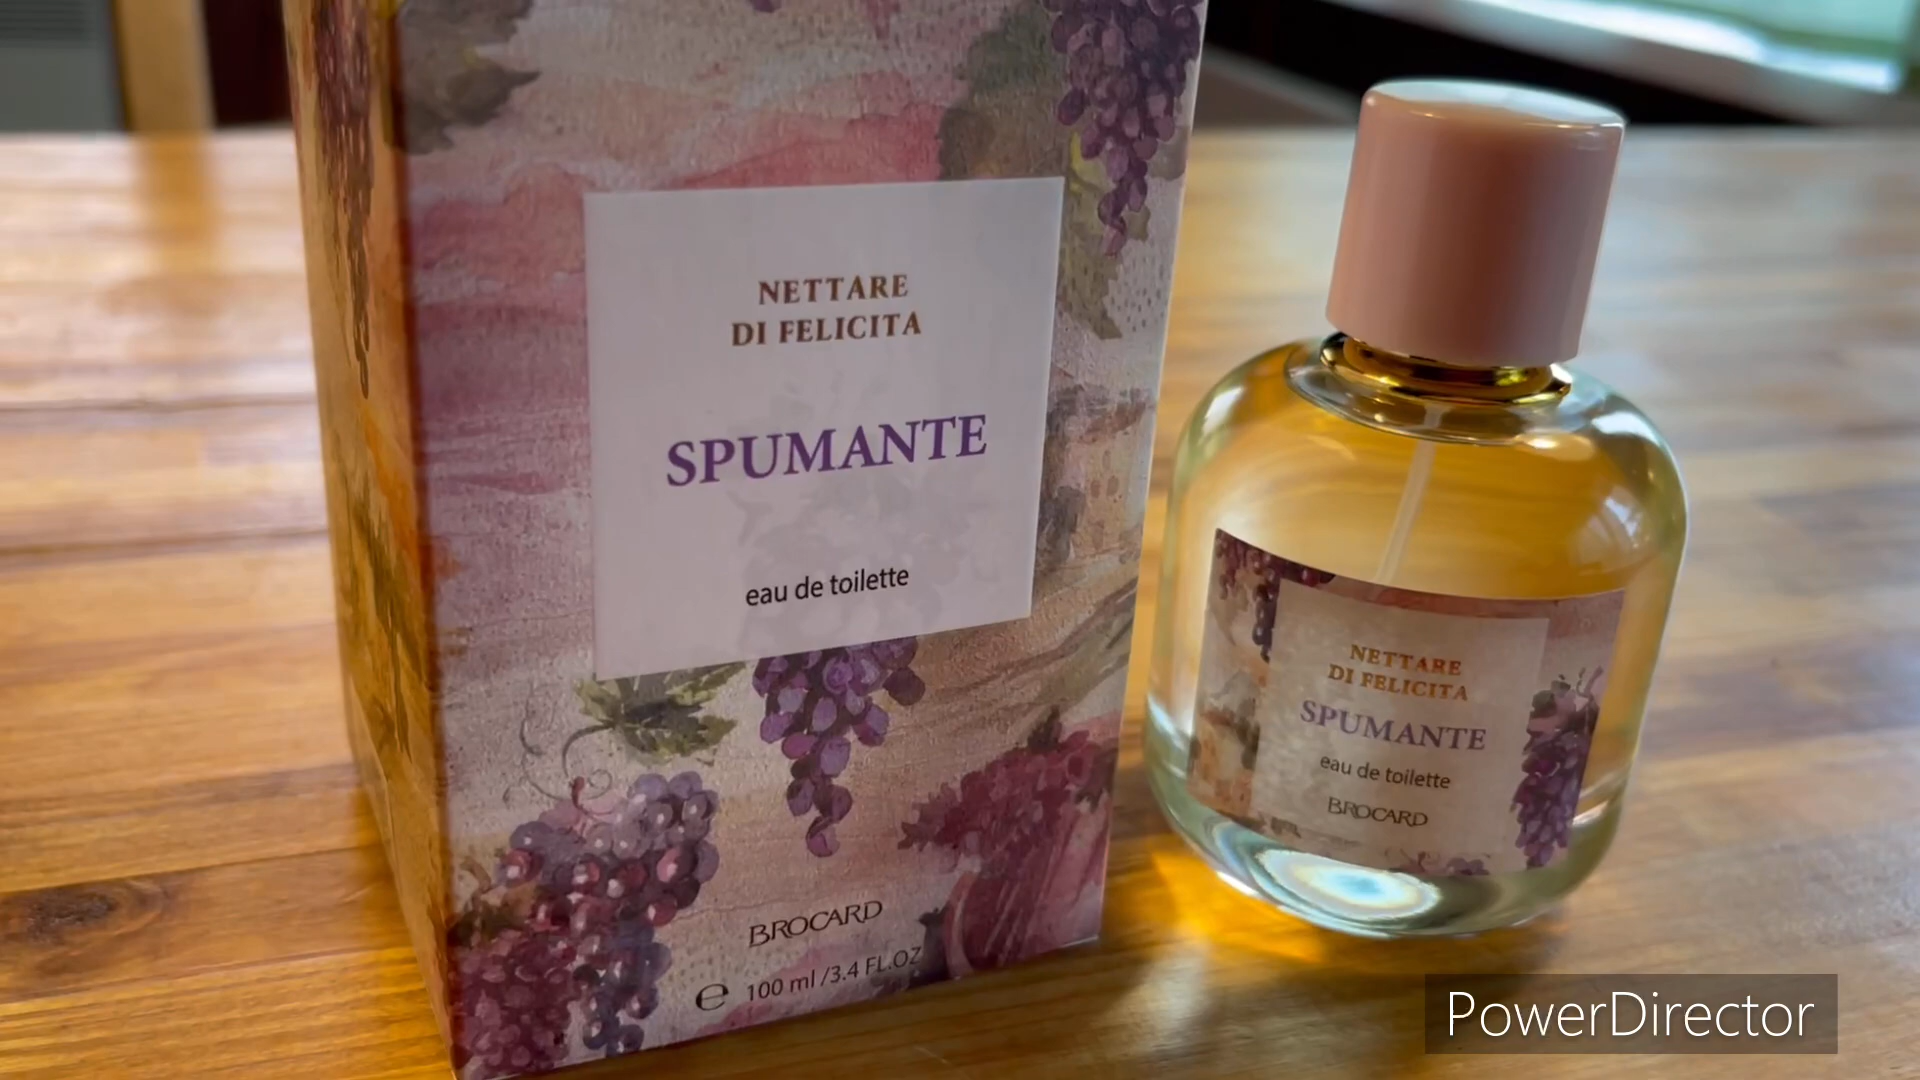 NETTARE
DI FELICITA
SPUMANTE
eau de toilette
BROCARD
e 100 ml /3.4 FL.OZ
NETTARE
DI FELICITA
SPUMANTE
eau de toilette
BROCARD
PowerDirector